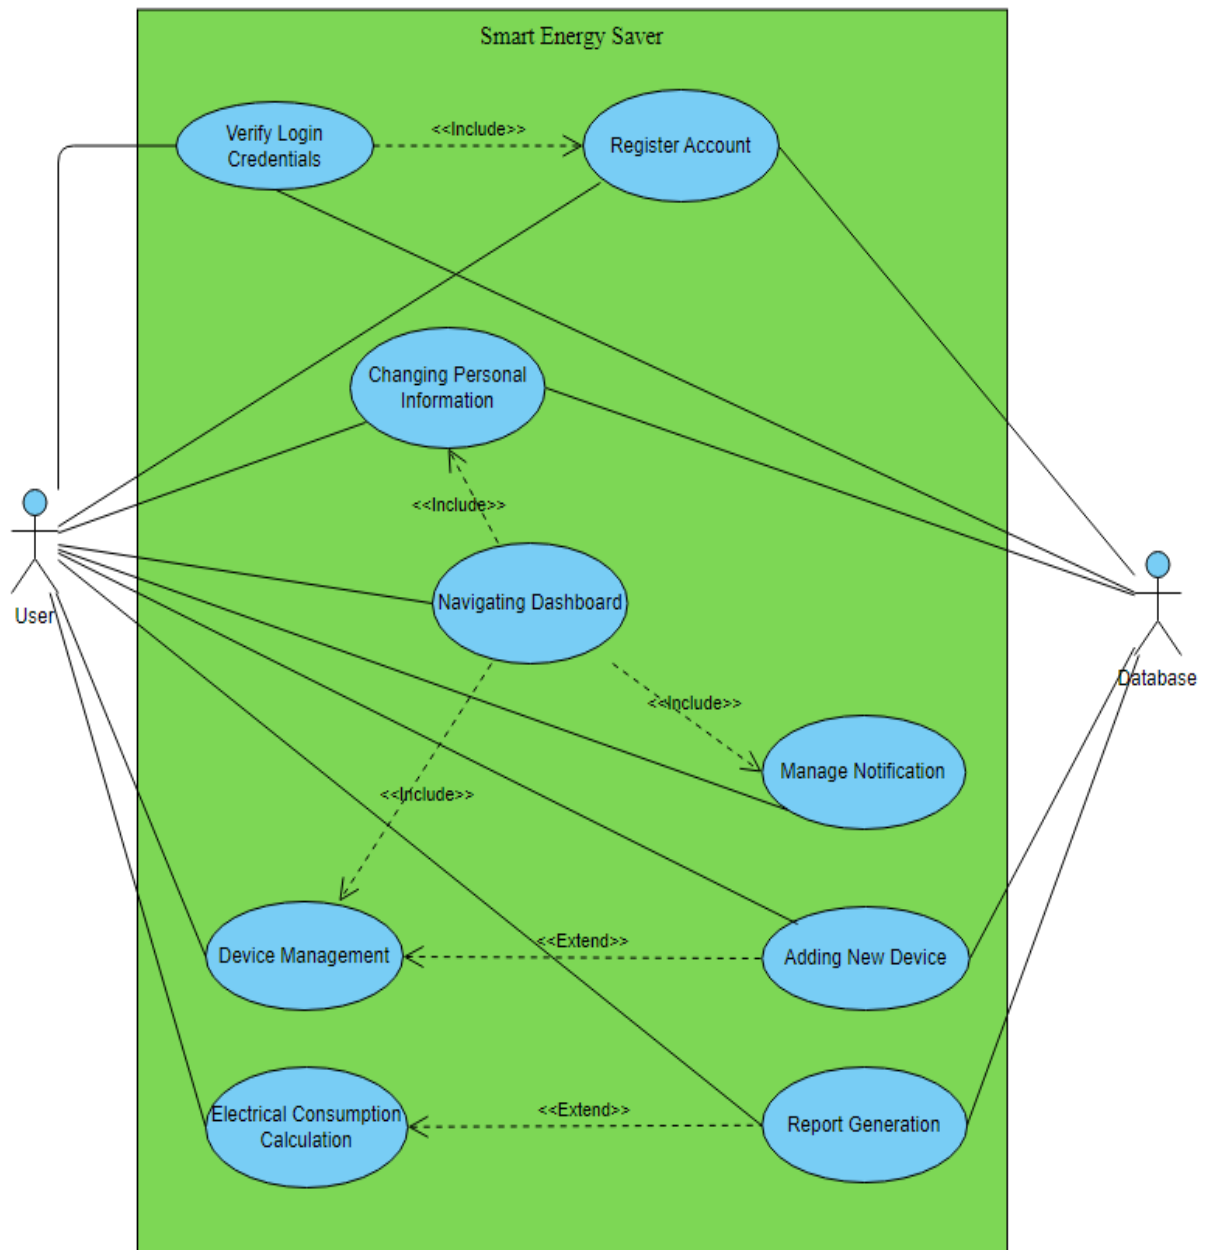 Smart Energy Saver
Verify Login
Credentials
<<Include>>
Register Account
Changing Personal
Information
<<Include>>
Navigating Dashboard
User
Database
<<Include>>
Manage Notification
<<Include>>
Device Management
<<Extend>>
Adding New Device
Electrical Consumption
Calculation
<<Extend>>
Report Generation